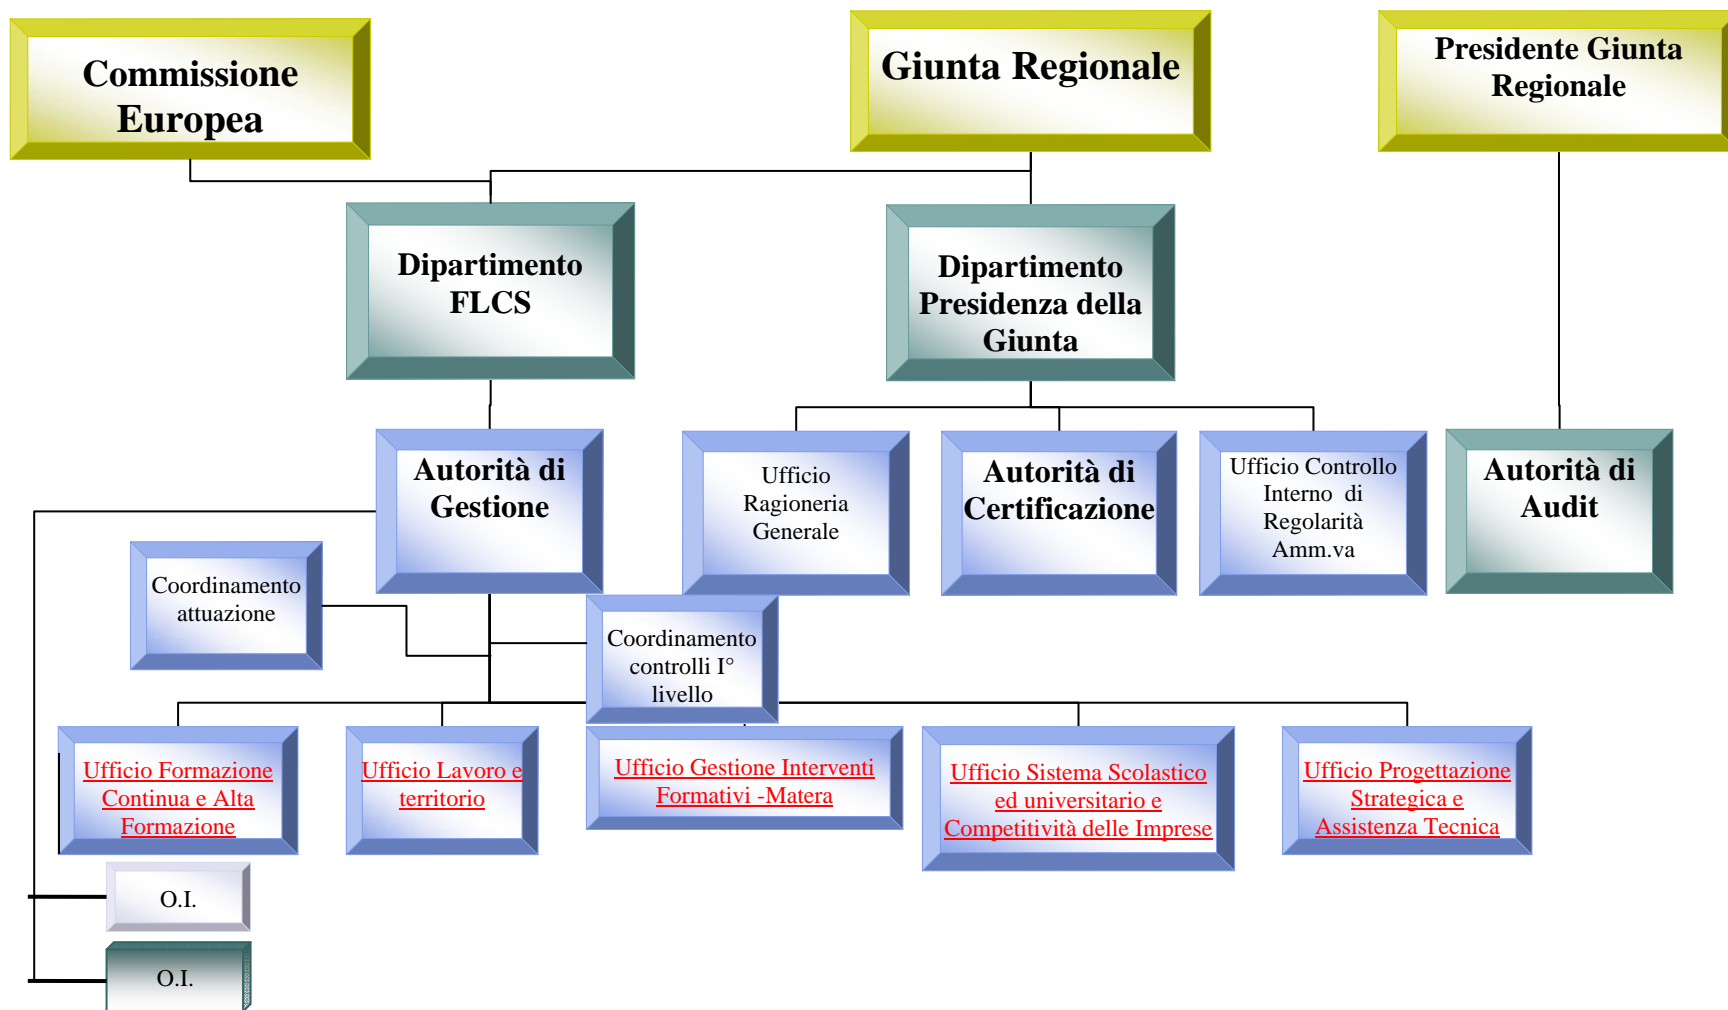 Commissione
Europea
Giunta Regionale
Presidente Giunta
Regionale
Dipartimento
FLCS
Dipartimento
Presidenza della
Giunta
Autorità di
Gestione
Ufficio
Ragioneria
Generale
Autorità di
Certificazione
Ufficio Controllo
Interno di
Regolarità
Amm.va
Autorità di
Audit
Coordinamento
attuazione
Coordinamento
controlli I°
livello
Ufficio Formazione
Continua e Alta
Formazione
Ufficio Lavoro e
territorio
Ufficio Gestione Interventi
Formativi -Matera
Ufficio Sistema Scolastico
ed universitario e
Competitività delle Imprese
Ufficio Progettazione
Strategica e
Assistenza Tecnica
O.I.
O.I.